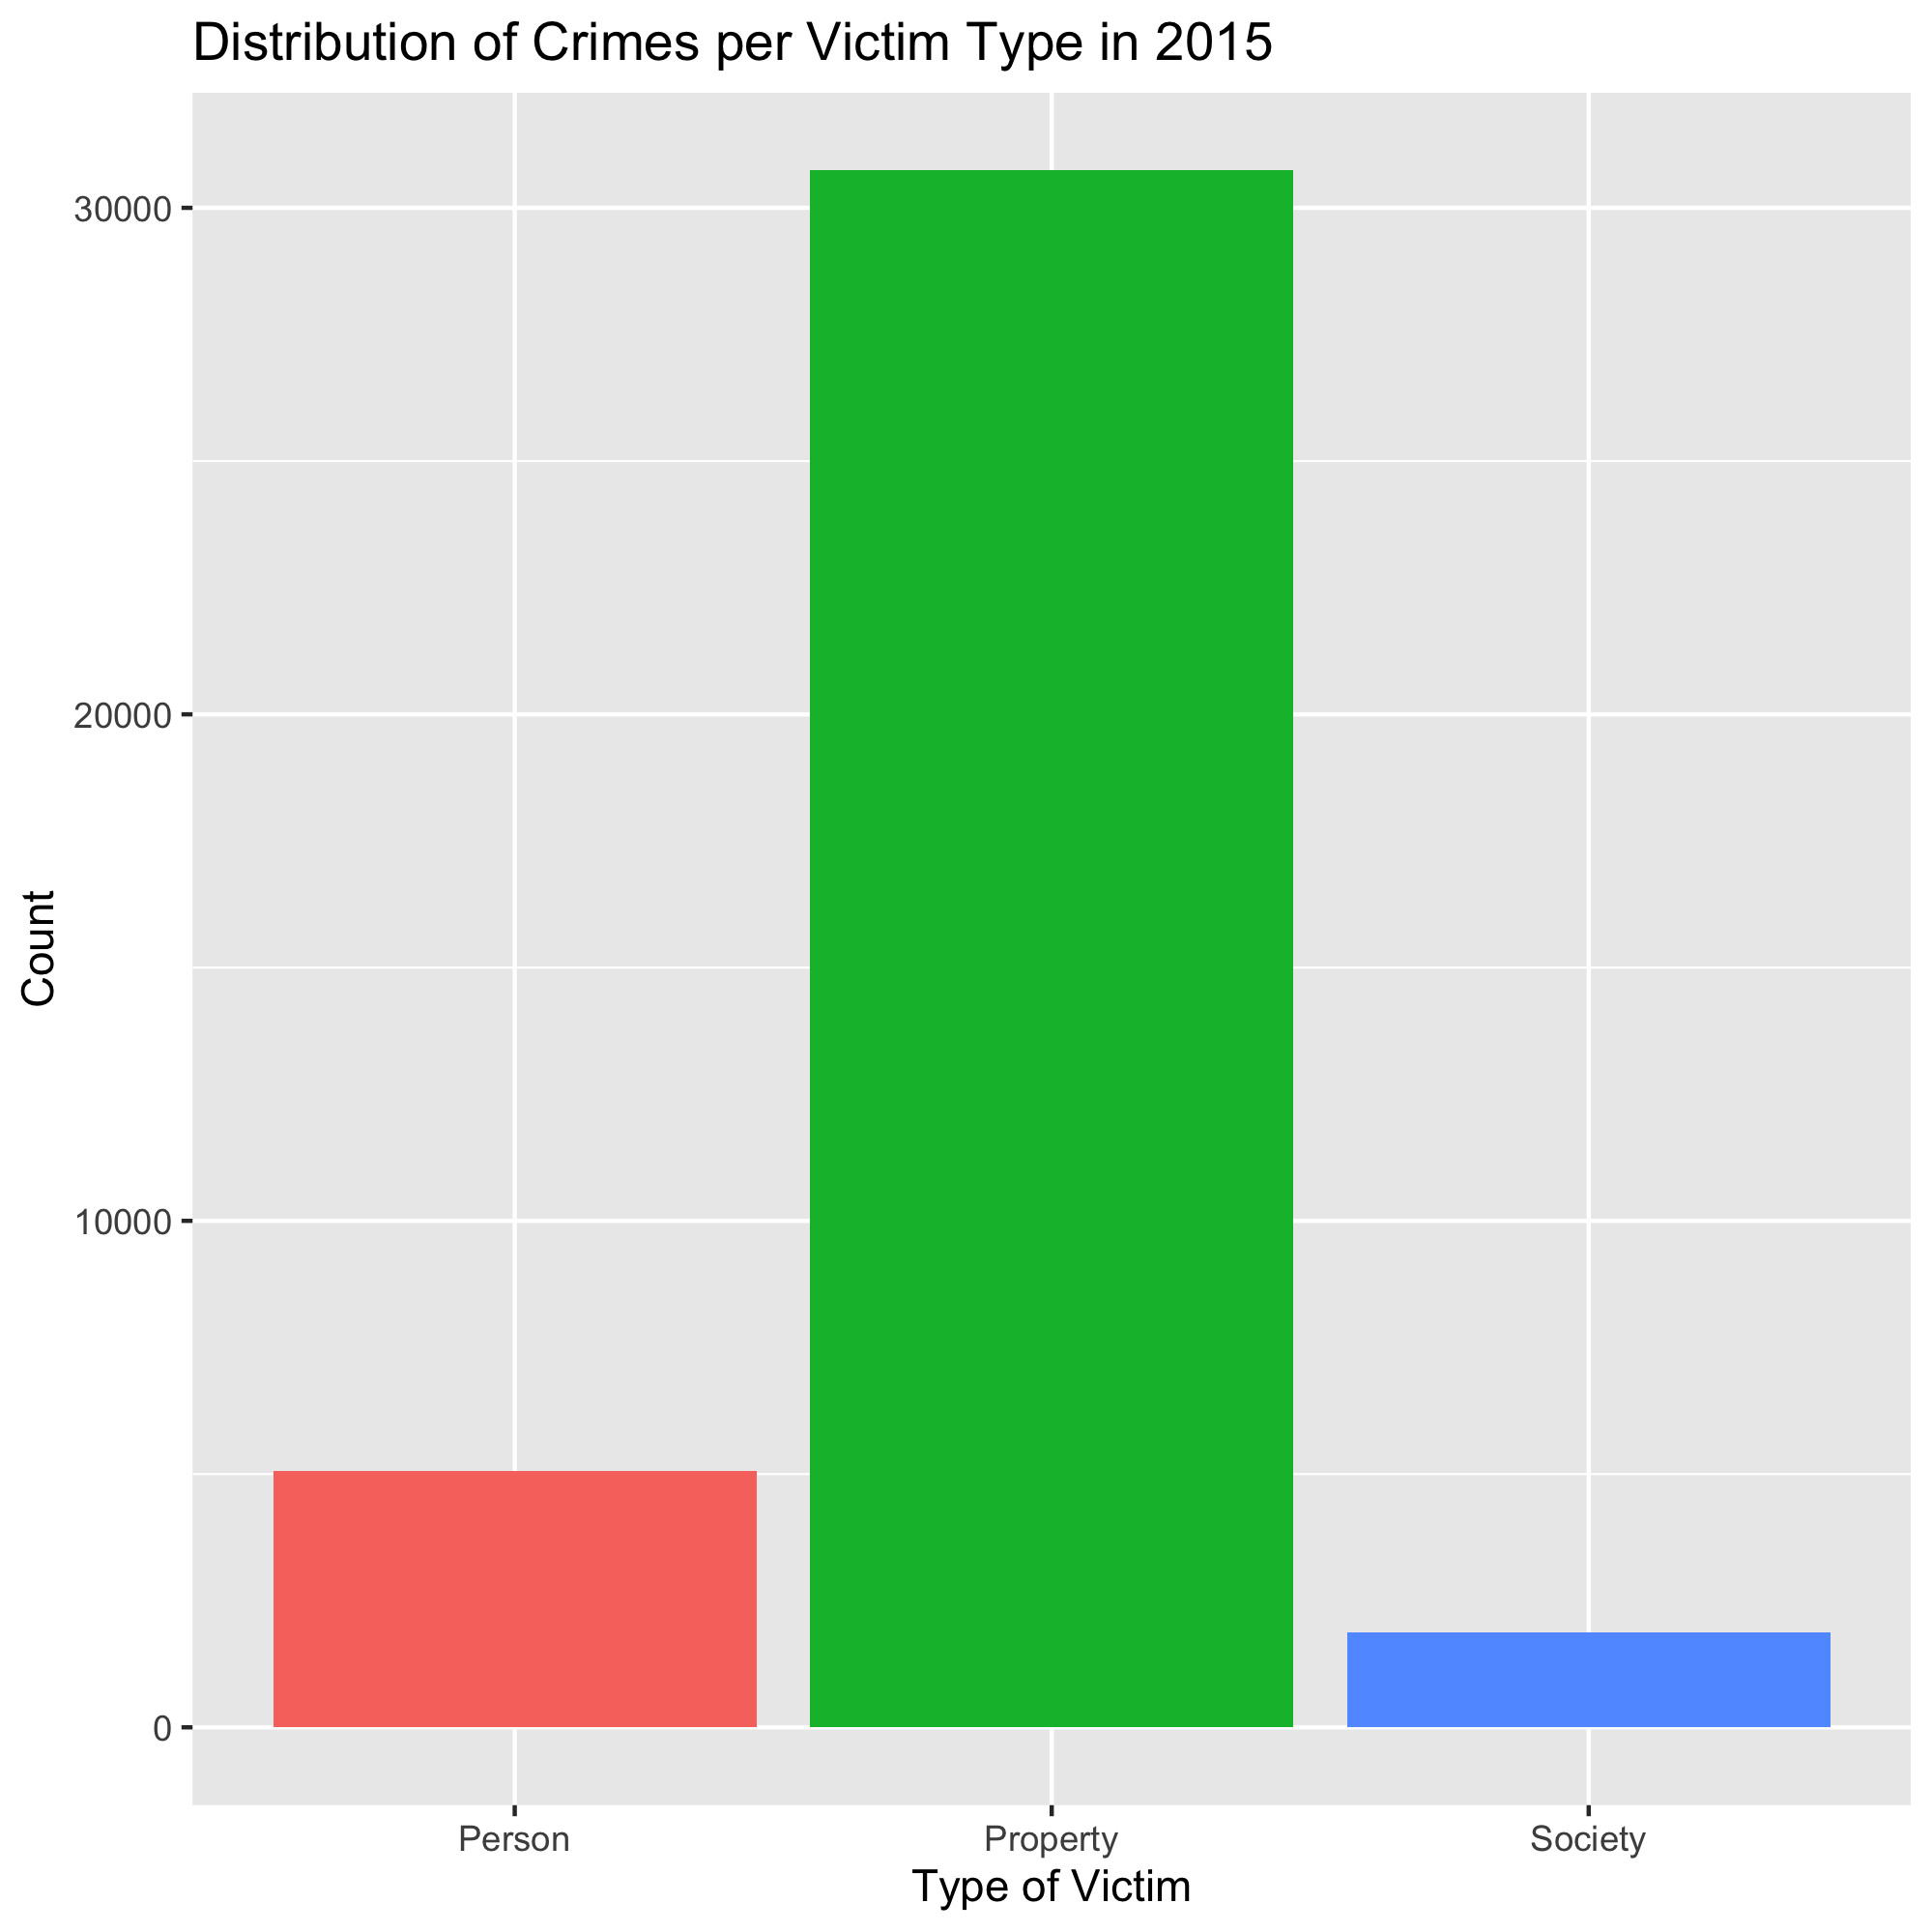 Distribution of Crimes per Victim Type in 2015
Count
30000
20000
10000
0
Person Property Society
Type of Victim